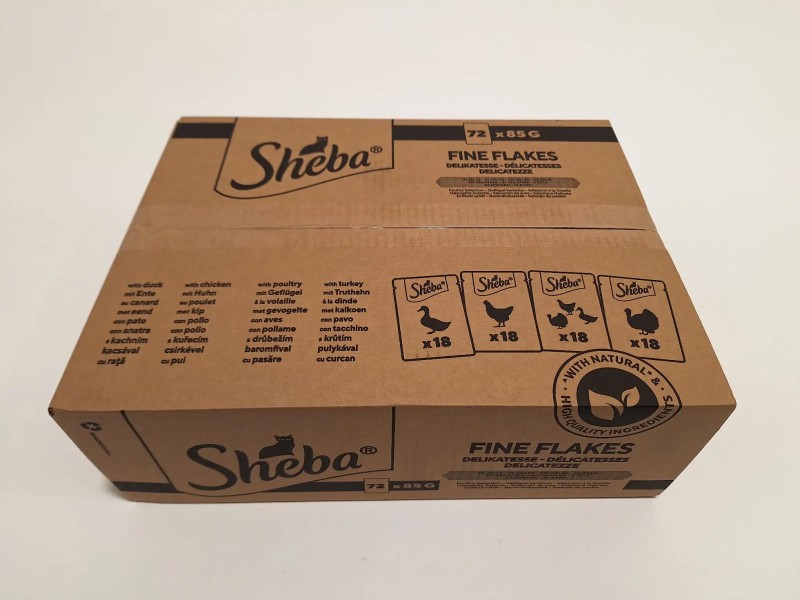 Sheba®
72 x 85 G
FINE FLAKES
DELIKATESSE - DÉLICATESSES
DELICATEZZE
with duck
mit Ente
au canard
met eend
con pato
con anatra
s kachním
kacsával
cu rață
with chicken
mit Huhn
au poulet
met kip
con pollo
con pollo
s kuřecím
csirkével
cu pui
with poultry
mit Geflügel
à la volaille
met gevogelte
con aves
con pollame
s drůbežím
baromfival
cu pasăre
with turkey
mit Truthahn
à la dinde
met kalkoen
con pavo
con tacchino
s krůtím
pulykával
cu curcan
Sheba®
x18
Sheba®
x18
Sheba®
x18
Sheba®
x18
WITH NATURAL* &
HIGH QUALITY INGREDIENTS
Sheba®
72 x 85 G
FINE FLAKES
DELIKATESSE - DÉLICATESSES
DELICATEZZE